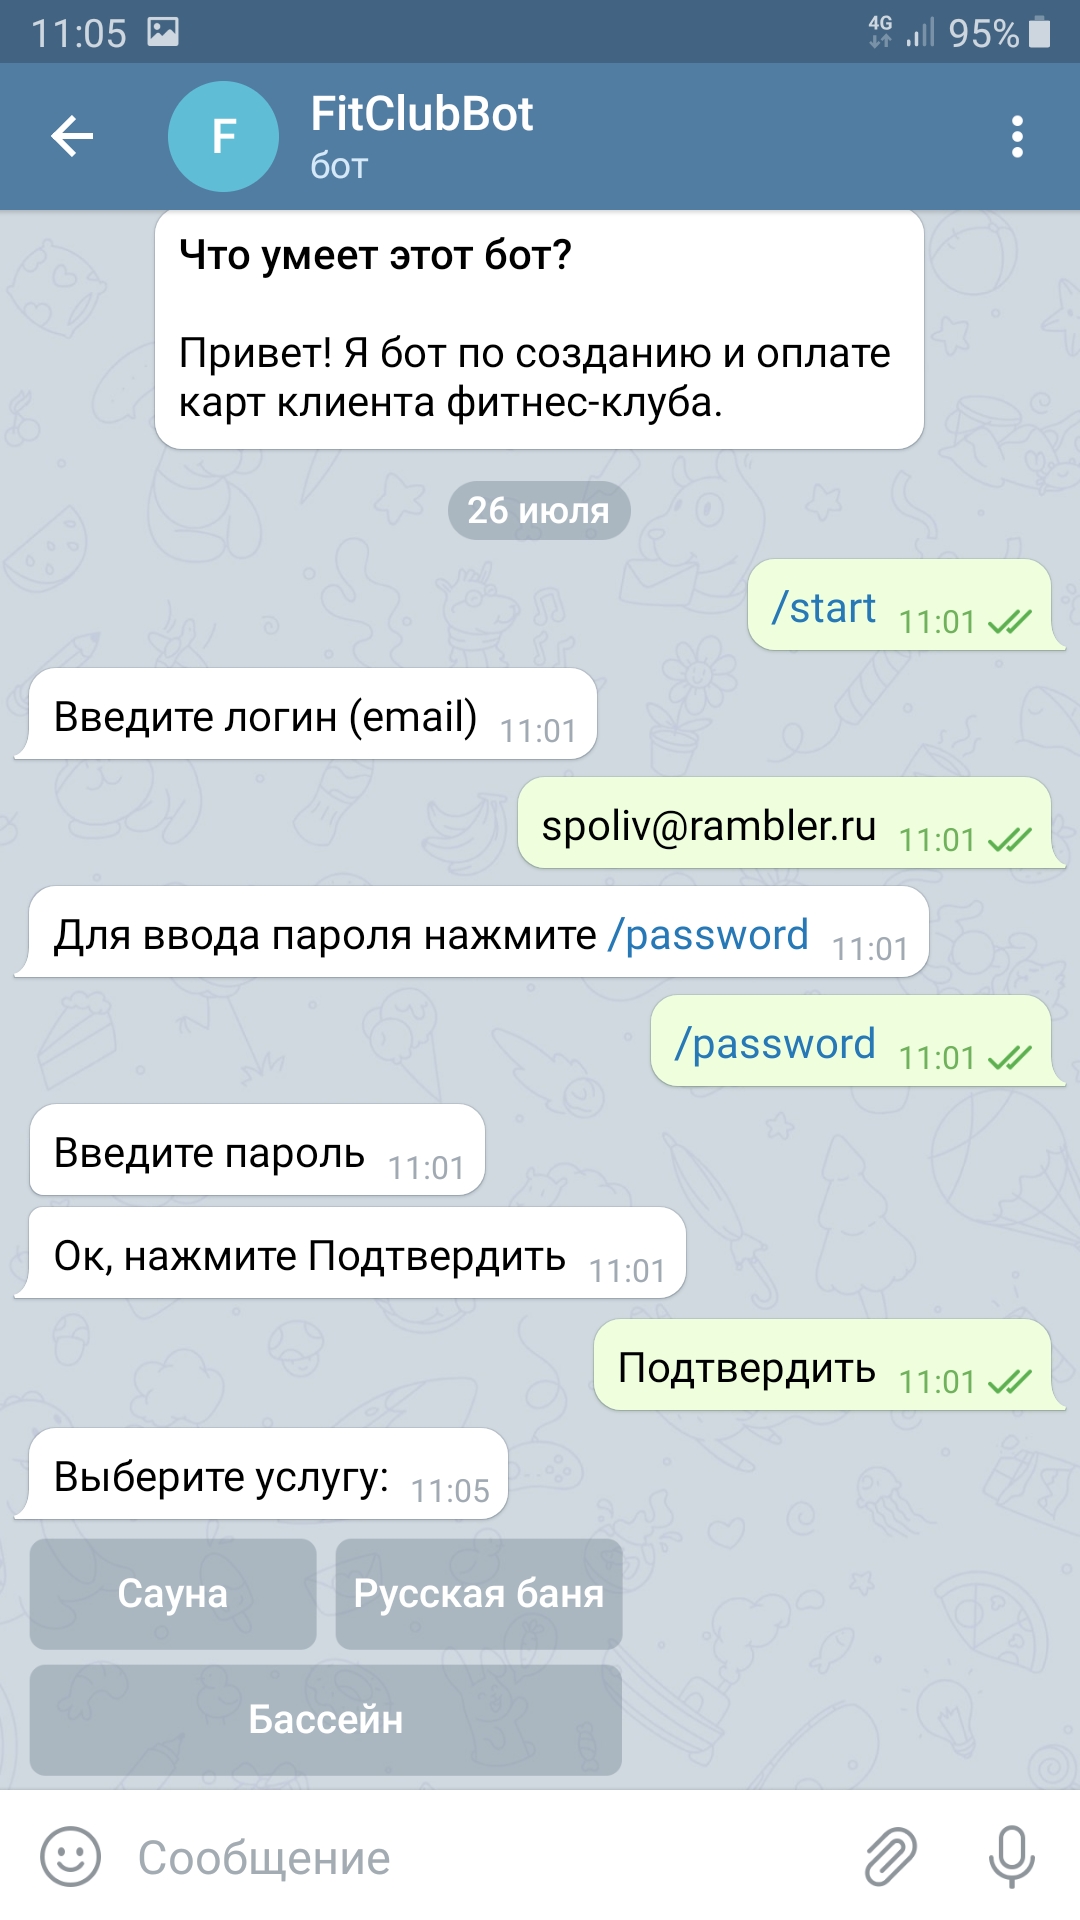 11:05
4G
95%
F
FitClubBot
бот
Что умеет этот бот?
Привет! Я бот по созданию и оплате
карт клиента фитнес-клуба.
26 июля
/start 11:01
Введите логин (email) 11:01
spoliv@rambler.ru 11:01
Для ввода пароля нажмите /password 11:01
/password 11:01
Введите пароль 11:01
Ок, нажмите Подтвердить 11:01
Подтвердить 11:01
Выберите услугу: 11:05
Сауна
Русская баня
Бассейн
Сообщение